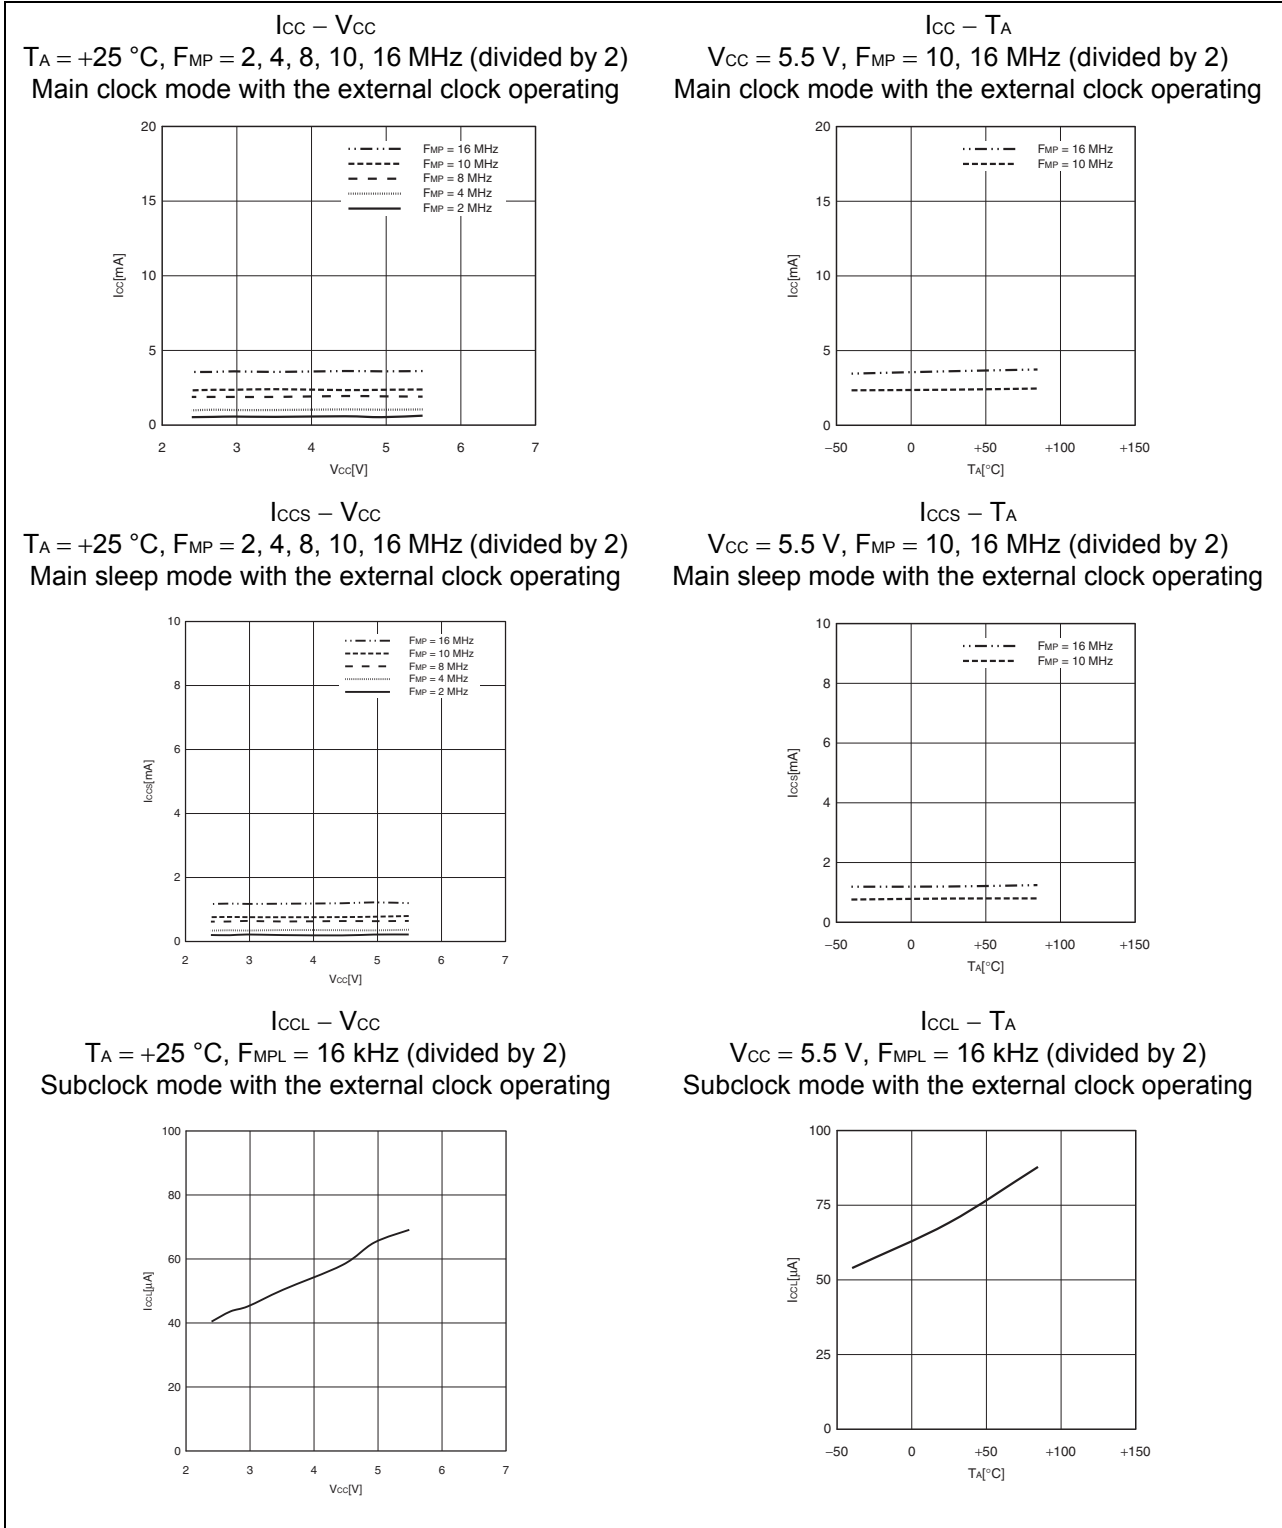 ICC − VCC
TA = +25 °C, FMP = 2, 4, 8, 10, 16 MHz (divided by 2)
Main clock mode with the external clock operating
20
15
10
5
0
ICC[mA]
FMP = 16 MHz
FMP = 10 MHz
FMP = 8 MHz
FMP = 4 MHz
FMP = 2 MHz
2 3 4 5 6 7
VCC[V]
ICC − TA
VCC = 5.5 V, FMP = 10, 16 MHz (divided by 2)
Main clock mode with the external clock operating
20
15
10
5
0
ICC[mA]
FMP = 16 MHz
FMP = 10 MHz
−50 0 +50 +100 +150
TA[°C]
ICCS − VCC
TA = +25 °C, FMP = 2, 4, 8, 10, 16 MHz (divided by 2)
Main sleep mode with the external clock operating
10
8
6
4
2
0
ICCS[mA]
FMP = 16 MHz
FMP = 10 MHz
FMP = 8 MHz
FMP = 4 MHz
FMP = 2 MHz
2 3 4 5 6 7
VCC[V]
ICCS − TA
VCC = 5.5 V, FMP = 10, 16 MHz (divided by 2)
Main sleep mode with the external clock operating
10
8
6
4
2
0
ICCS[mA]
FMP = 16 MHz
FMP = 10 MHz
−50 0 +50 +100 +150
TA[°C]
ICCL − VCC
TA = +25 °C, FMPL = 16 kHz (divided by 2)
Subclock mode with the external clock operating
100
80
60
40
20
0
ICCL[μA]
2 3 4 5 6 7
VCC[V]
ICCL − TA
VCC = 5.5 V, FMPL = 16 kHz (divided by 2)
Subclock mode with the external clock operating
100
75
50
25
0
ICCL[μA]
−50 0 +50 +100 +150
TA[°C]